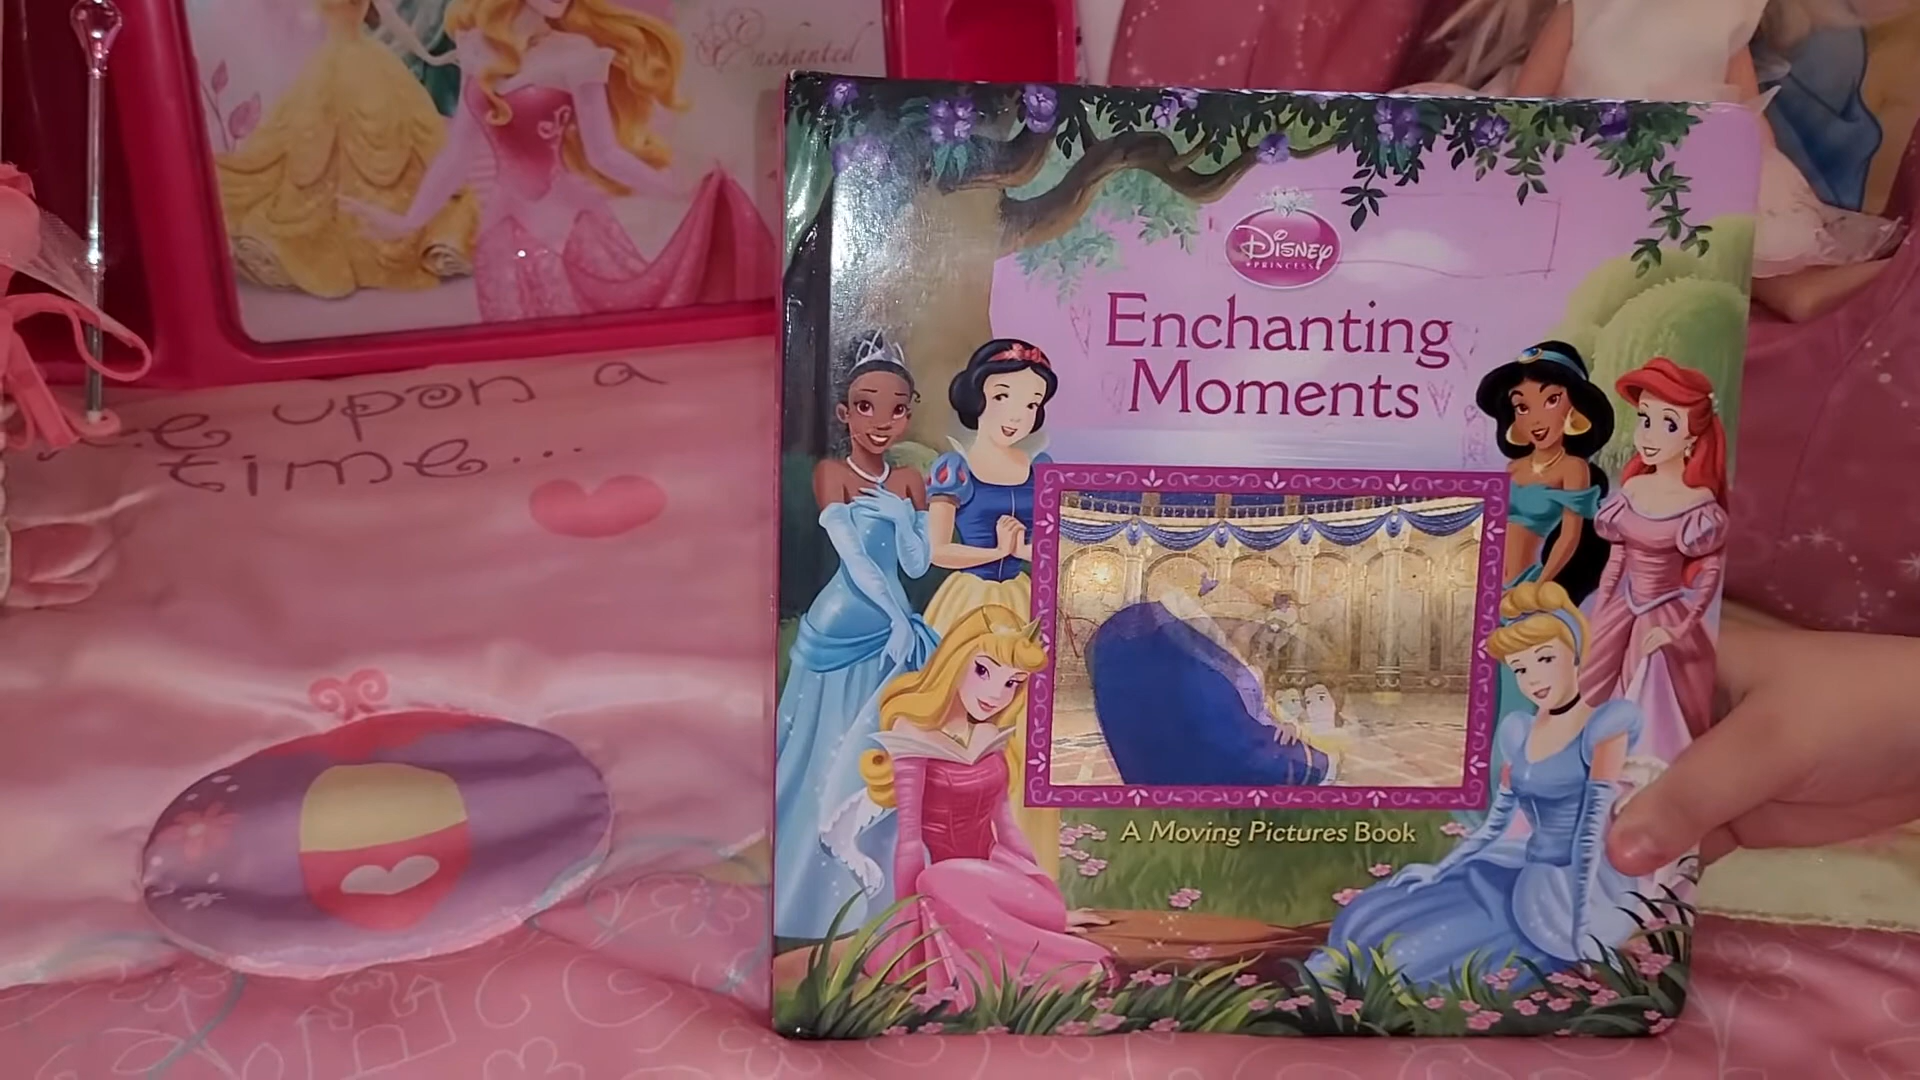 Enchanted
upon a
time...
Disney
PRINCESS
Enchanting
Moments
A Moving Pictures Book